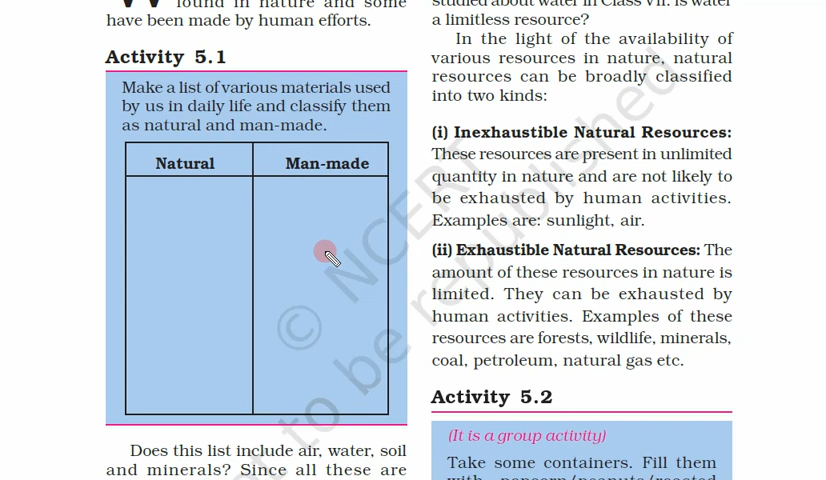 found in nature and some
have been made by human efforts.
Activity 5.1
Make a list of various materials used
by us in daily life and classify them
as natural and man-made.
Natural Man-made
Does this list include air, water, soil
and minerals? Since all these are
studied about water in Class VII. Is water
a limitless resource?
In the light of the availability of
various resources in nature, natural
resources can be broadly classified
into two kinds:
(i) Inexhaustible Natural Resources:
These resources are present in unlimited
quantity in nature and are not likely to
be exhausted by human activities.
Examples are: sunlight, air.
(ii) Exhaustible Natural Resources: The
amount of these resources in nature is
limited. They can be exhausted by
human activities. Examples of these
resources are forests, wildlife, minerals,
coal, petroleum, natural gas etc.
Activity 5.2
(It is a group activity)
Take some containers. Fill them
with popcorn/peanuts/roasted
© NCERT
not to be republished